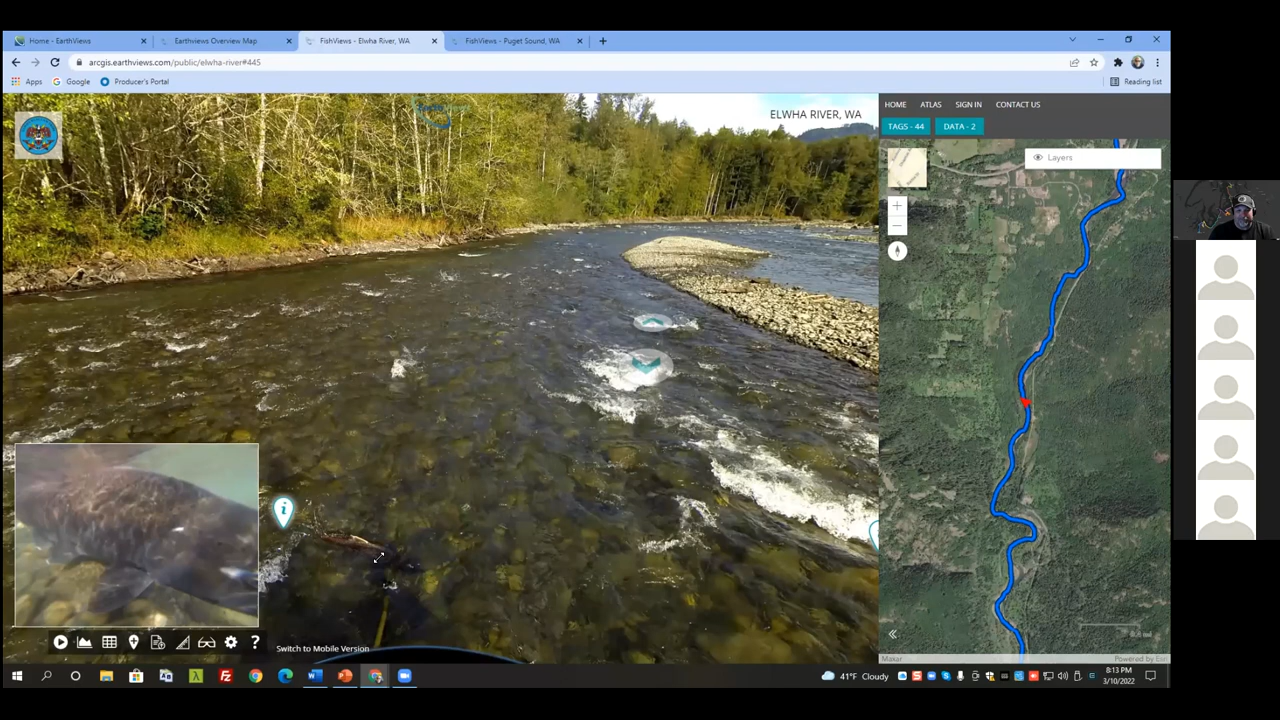 Home - EarthViews
Earthviews Overview Map
FishViews - Elwha River, WA
FishViews - Puget Sound, WA
arcgis.earthviews.com/public/elwha-river#445
Apps
Google
Producer's Portal
Reading list
ELWHA RIVER, WA
HOME
ATLAS
SIGN IN
CONTACT US
TAGS - 44
DATA - 2
Layers
i
Switch to Mobile Version
Maxar
Powered by Esri
41°F Cloudy
8:13 PM
3/10/2022